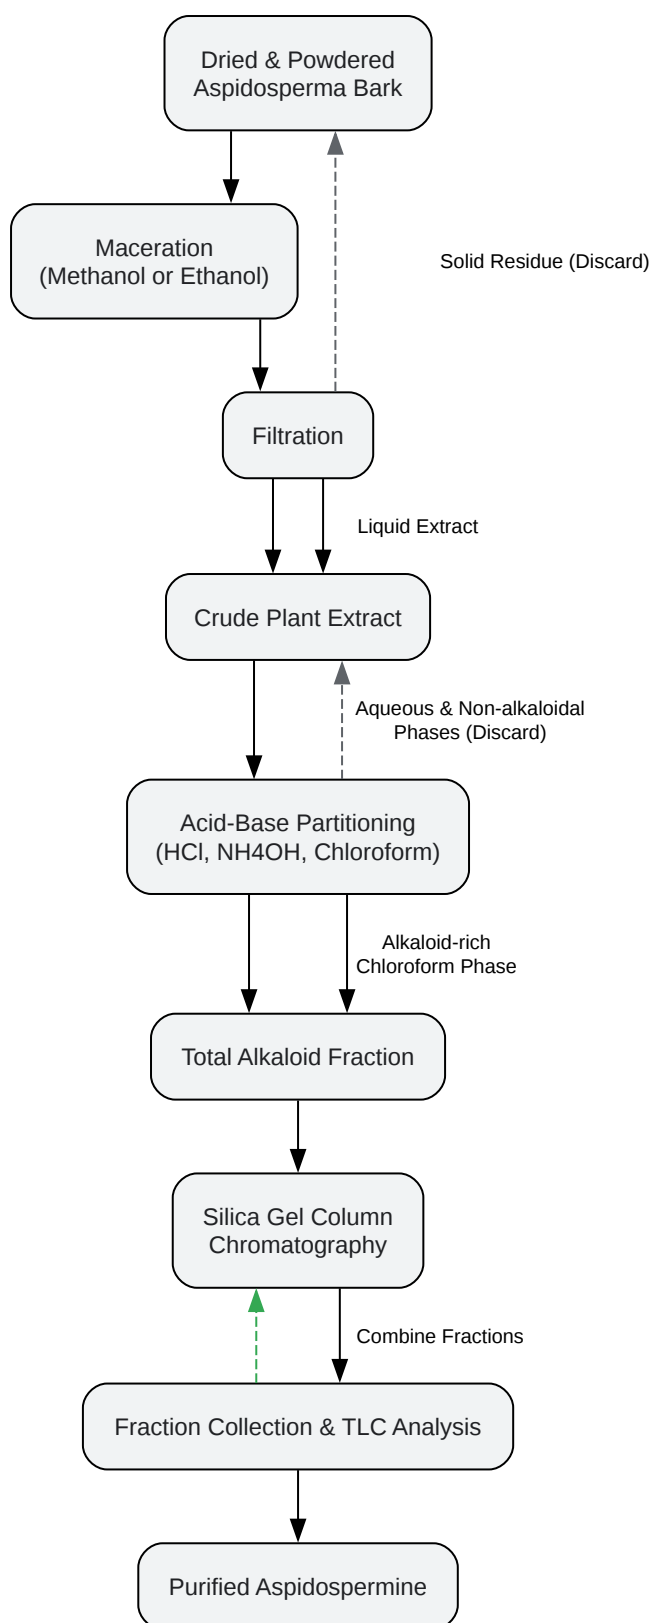 Dried & Powdered
Aspidosperma Bark
Maceration
(Methanol or Ethanol)
Solid Residue (Discard)
Filtration
Liquid Extract
Crude Plant Extract
Aqueous & Non-alkaloidal
Phases (Discard)
Acid-Base Partitioning
(HCl, NH4OH, Chloroform)
Alkaloid-rich
Chloroform Phase
Total Alkaloid Fraction
Silica Gel Column
Chromatography
Combine Fractions
Fraction Collection & TLC Analysis
Purified Aspidospermine